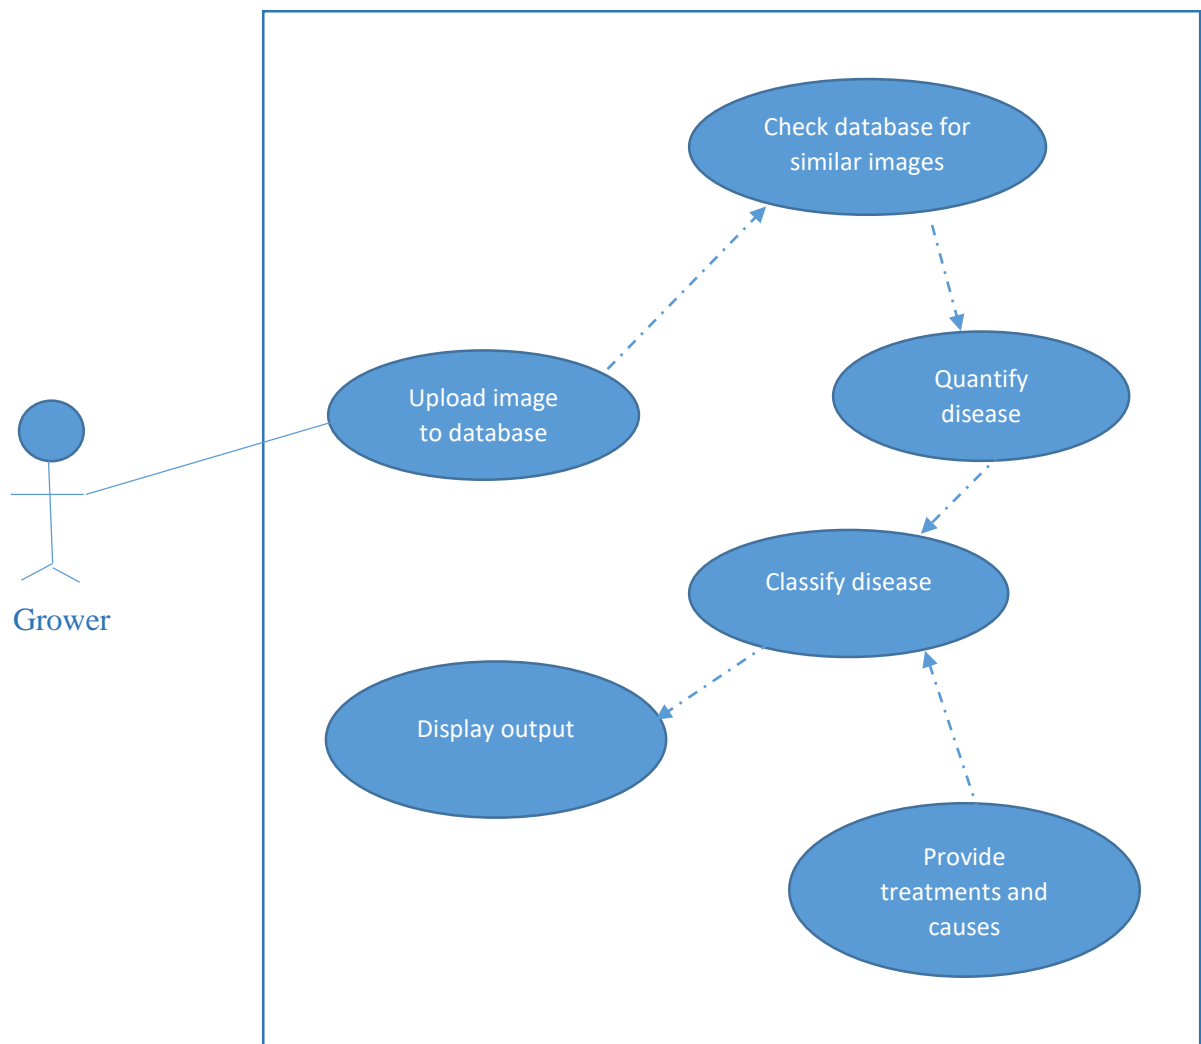 Check database for
similar images
Upload image
to database
Quantify
disease
Grower
Classify disease
Display output
Provide
treatments and
causes